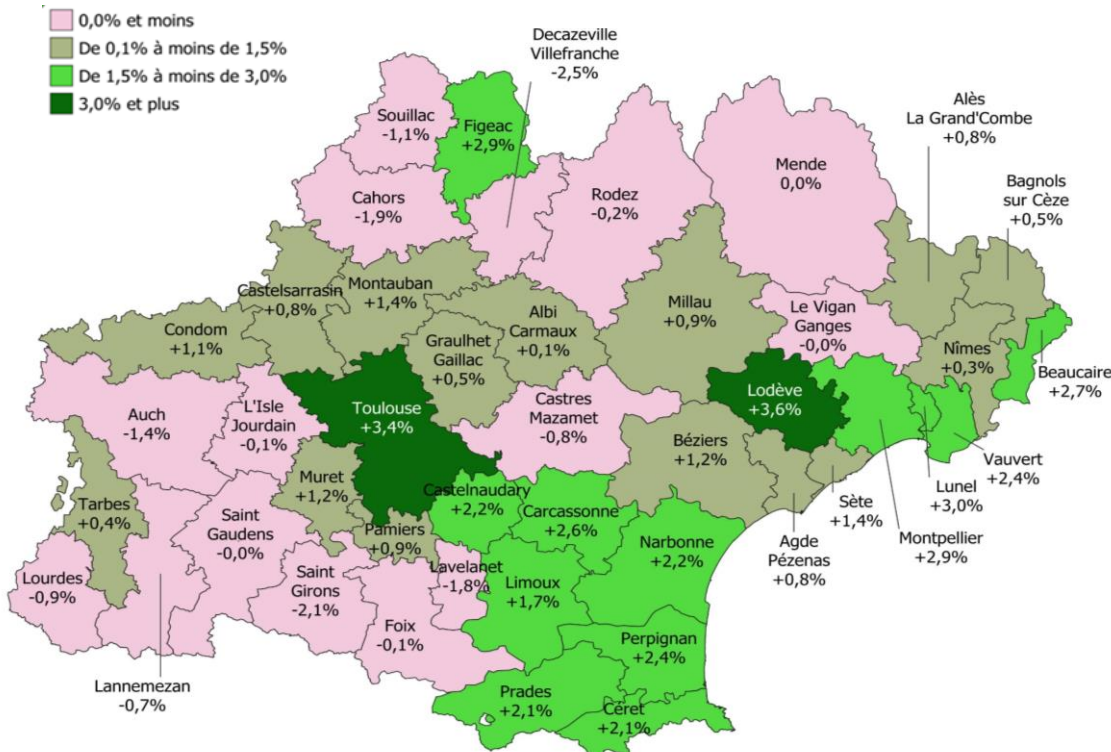 0,0% et moins
De 0,1% à moins de 1,5%
De 1,5% à moins de 3,0%
3,0% et plus
Decazeville
Villefranche
-2,5%
Souillac
-1,1%
Figeac
+2,9%
Alès
La Grand'Combe
+0,8%
Mende
0,0%
Bagnols
sur Cèze
+0,5%
Cahors
-1,9%
Rodez
-0,2%
Castelsarrasin
+0,8%
Montauban
+1,4%
Condom
+1,1%
Graulhet
Gaillac
+0,5%
Albi
Carmaux
+0,1%
Millau
+0,9%
Le Vigan
Ganges
-0,0%
Nîmes
+0,3%
Beaucaire
+2,7%
Auch
-1,4%
L'Isle
Jourdain
-0,1%
Toulouse
+3,4%
Castres
Mazamet
-0,8%
Lodève
+3,6%
Béziers
+1,2%
Vauvert
+2,4%
Lunel
+3,0%
Montpellier
+2,9%
Sète
+1,4%
Agde
Pézenas
+0,8%
Tarbes
+0,4%
Muret
+1,2%
Saint
Gaudens
-0,0%
Pamiers
+0,9%
Castelnaudary
+2,2%
Carcassonne
+2,6%
Narbonne
+2,2%
Lourdes
-0,9%
Saint
Girons
-2,1%
Lavelanet
-1,8%
Limoux
+1,7%
Foix
-0,1%
Perpignan
+2,4%
Lannemezan
-0,7%
Prades
+2,1%
Céret
+2,1%